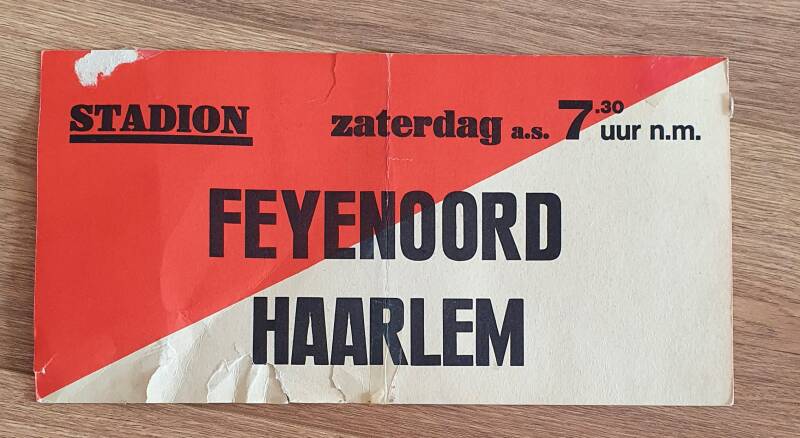 STADION zaterdag a.s. 7.30 uur n.m.
FEYENOORD
HAARLEM